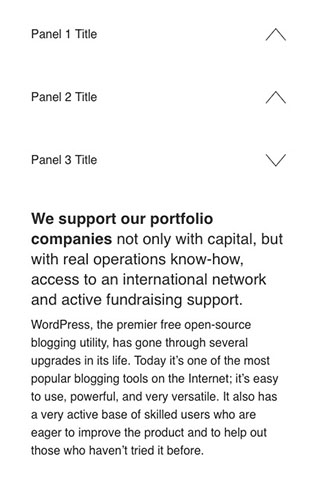 Panel 1 Title
Panel 2 Title
Panel 3 Title
We support our portfolio
companies not only with capital, but
with real operations know-how,
access to an international network
and active fundraising support.
WordPress, the premier free open-source
blogging utility, has gone through several
upgrades in its life. Today it’s one of the most
popular blogging tools on the Internet; it’s easy
to use, powerful, and very versatile. It also has
a very active base of skilled users who are
eager to improve the product and to help out
those who haven’t tried it before.